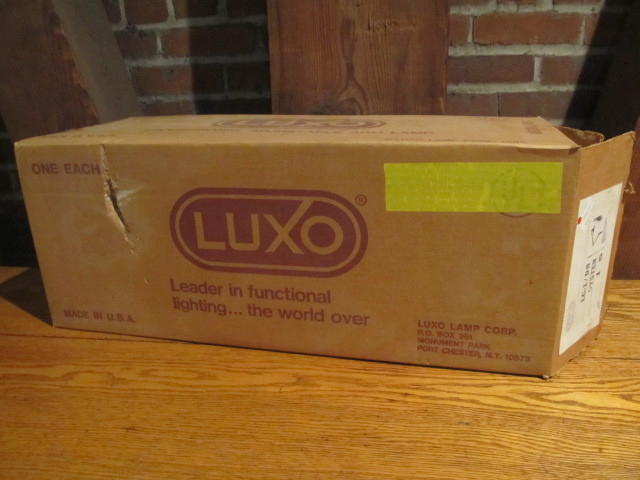 LAMP
ONE EACH
LUXO®
Leader in functional
lighting... the world over
MADE IN U.S.A.
LUXO LAMP CORP.
P.O. BOX 951
MONUMENT PARK
PORT CHESTER, N.Y. 10573